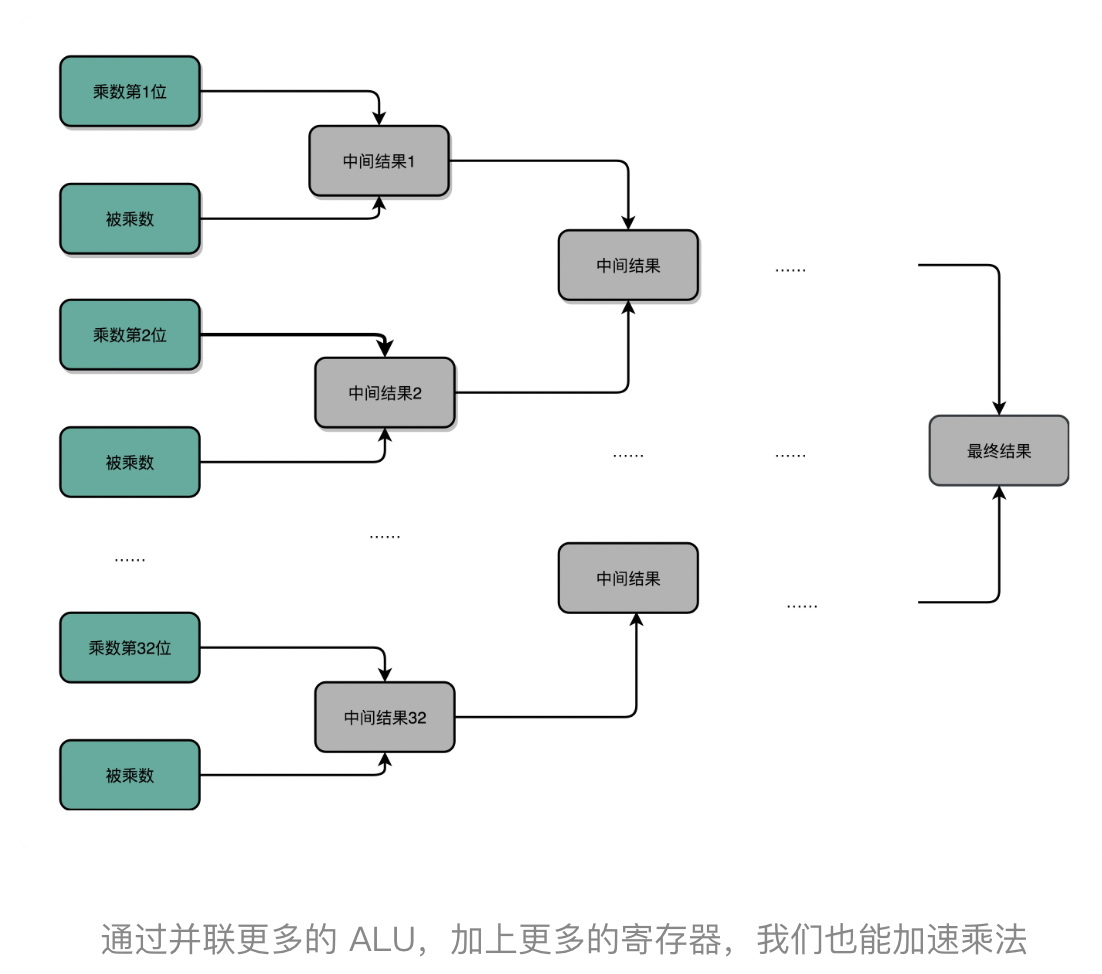 乘数第1位
中间结果1
被乘数
中间结果
……
乘数第2位
中间结果2
被乘数
……
……
最终结果
……
……
中间结果
……
乘数第32位
中间结果32
被乘数
通过并联更多的 ALU，加上更多的寄存器，我们也能加速乘法